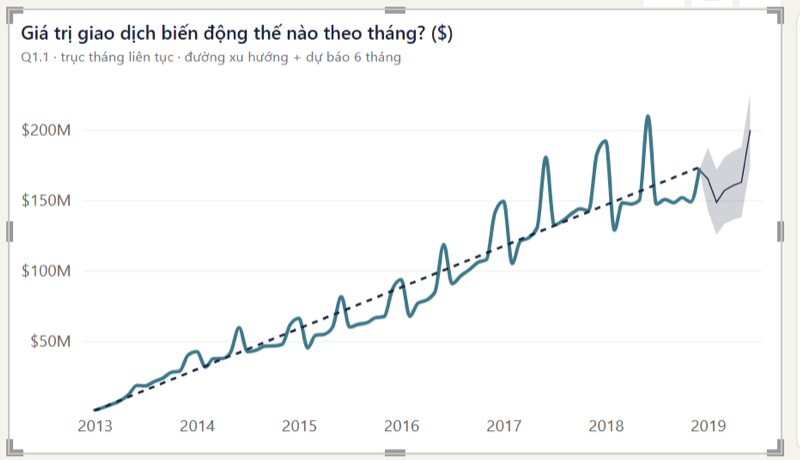 Giá trị giao dịch biến động thế nào theo tháng? ($)
Q1.1 · trục tháng liên tục · đường xu hướng + dự báo 6 tháng
$200M
$150M
$100M
$50M
2013 2014 2015 2016 2017 2018 2019